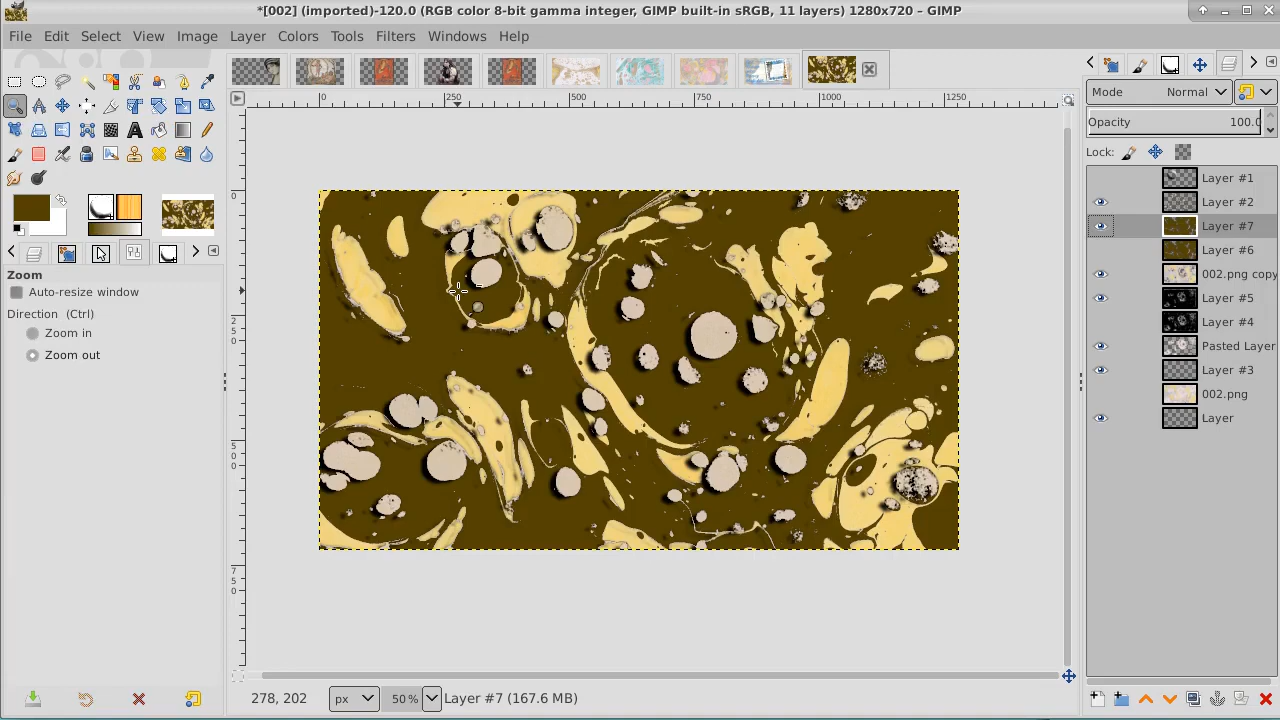 *[002] (imported)-120.0 (RGB color 8-bit gamma integer, GIMP built-in sRGB, 11 layers) 1280x720 – GIMP
File Edit Select View Image Layer Colors Tools Filters Windows Help
Mode Normal
Opacity 100.0
Lock:
0 250 500 750 1000 1250
0
250
500
750
Zoom
Auto-resize window
Direction (Ctrl)
Zoom in
Zoom out
Layer #1
Layer #2
Layer #7
Layer #6
002.png copy
Layer #5
Layer #4
Pasted Layer
Layer #3
002.png
Layer
278, 202 px 50% Layer #7 (167.6 MB)